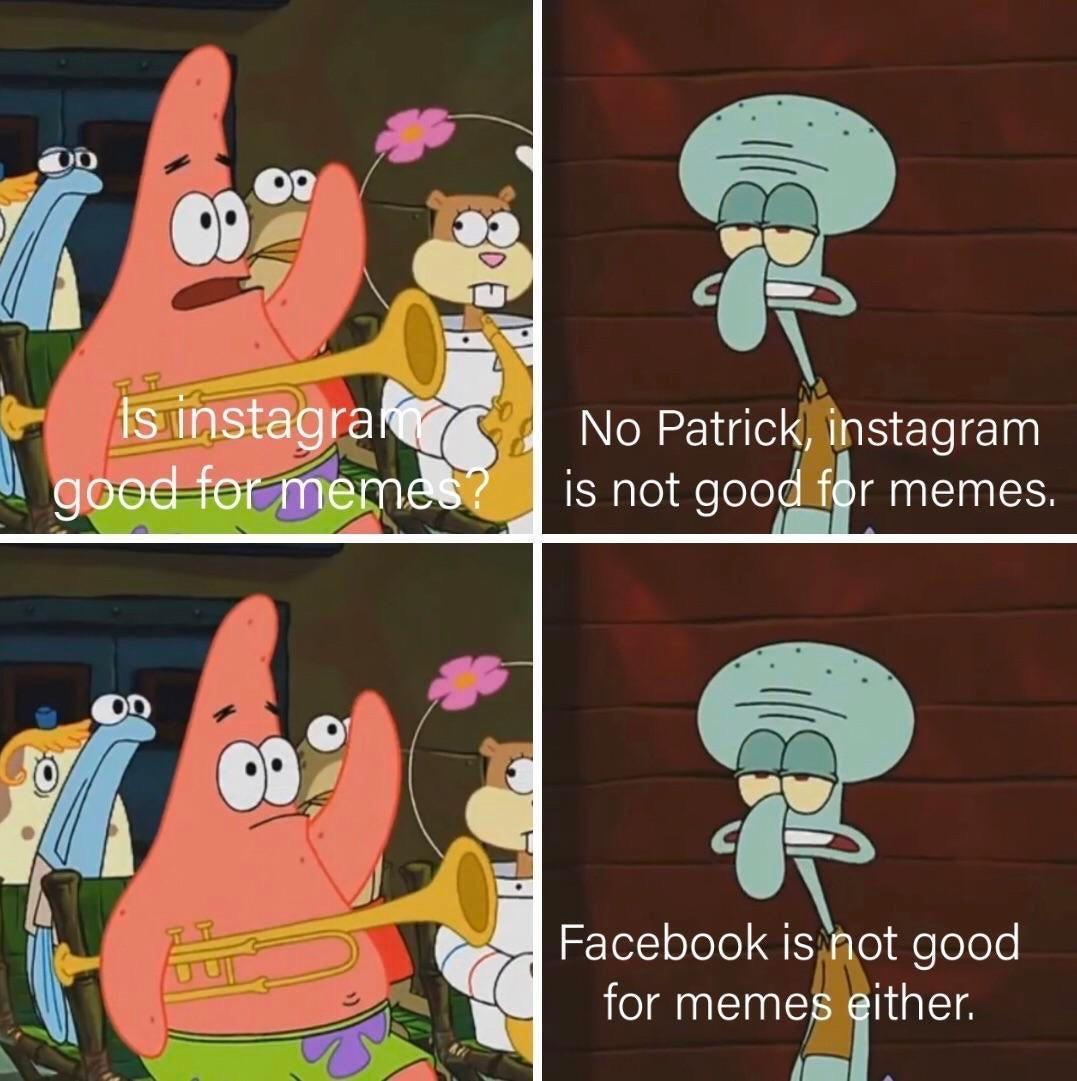 Is instagram
good for memes?
No Patrick, instagram
is not good for memes.
Facebook is not good
for memes either.